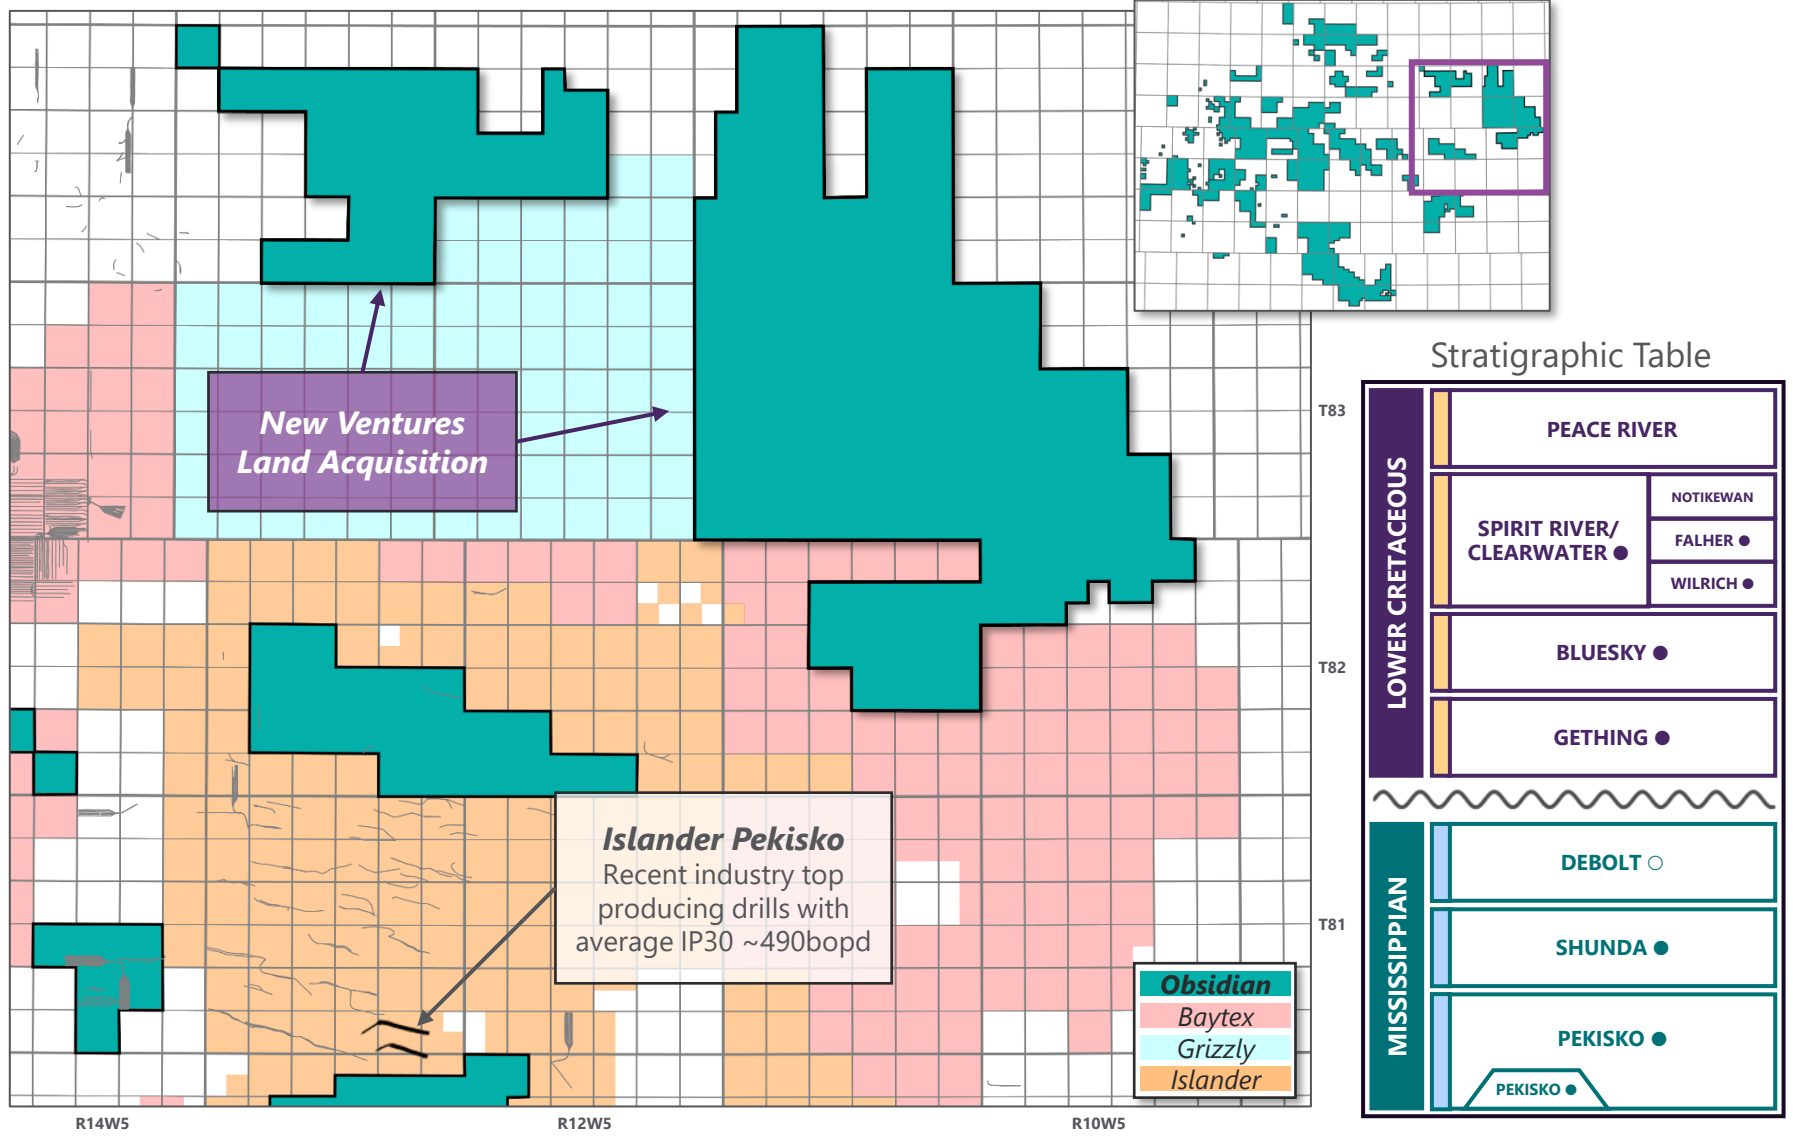 New Ventures
Land Acquisition
Islander Pekisko
Recent industry top
producing drills with
average IP30 ~490bopd
Obsidian
Baytex
Grizzly
Islander
T83
T82
T81
R14W5
R12W5
R10W5
Stratigraphic Table
LOWER CRETACEOUS
PEACE RIVER
SPIRIT RIVER/
CLEARWATER ●
NOTIKEWAN
FALHER ●
WILRICH ●
BLUESKY ●
GETHING ●
MISSISSIPPIAN
DEBOLT ○
SHUNDA ●
PEKISKO ●
PEKISKO ●